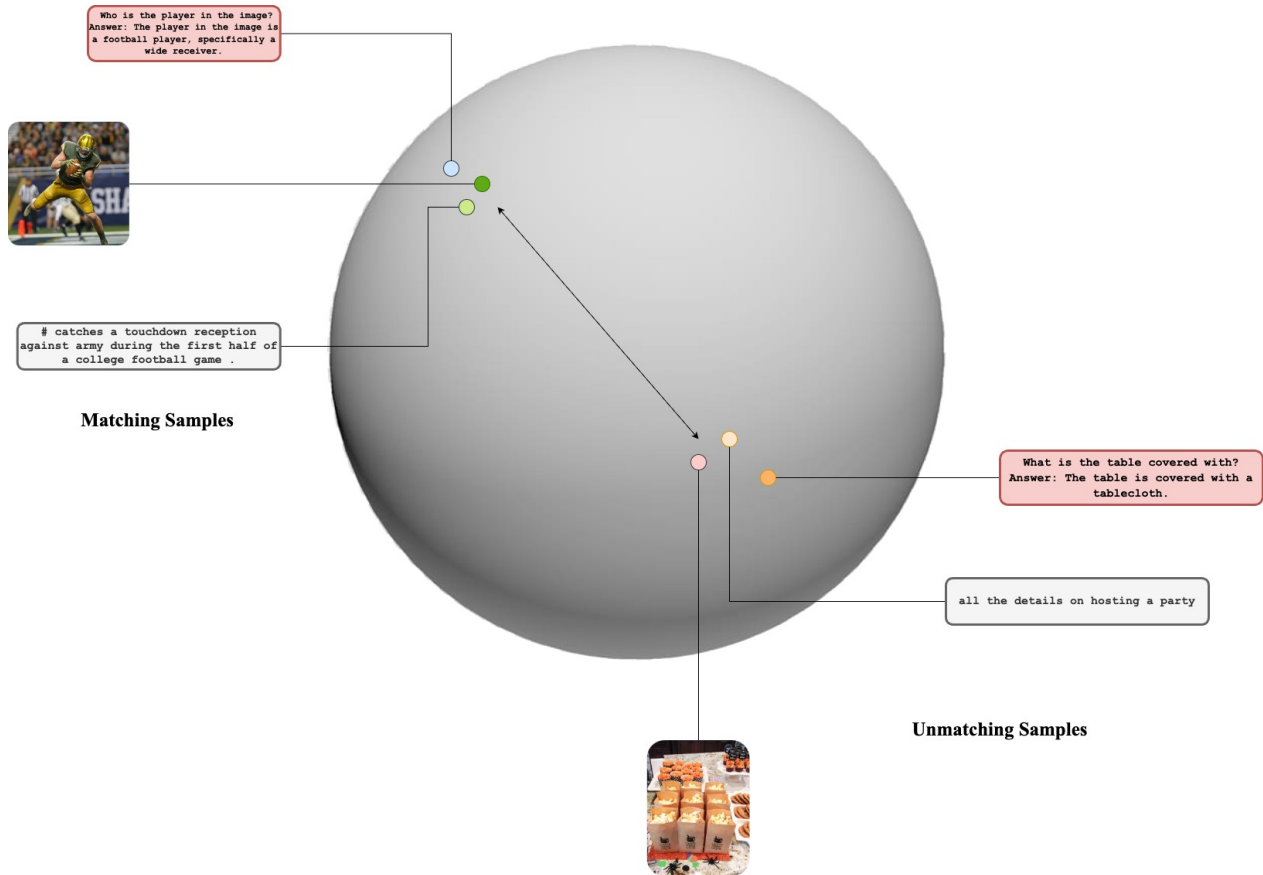 Who is the player in the image?
Answer: The player in the image is
a football player, specifically a
wide receiver.
SHA
# catches a touchdown reception
against army during the first half of
a college football game .
Matching Samples
What is the table covered with?
Answer: The table is covered with a
tablecloth.
all the details on hosting a party
Unmatching Samples